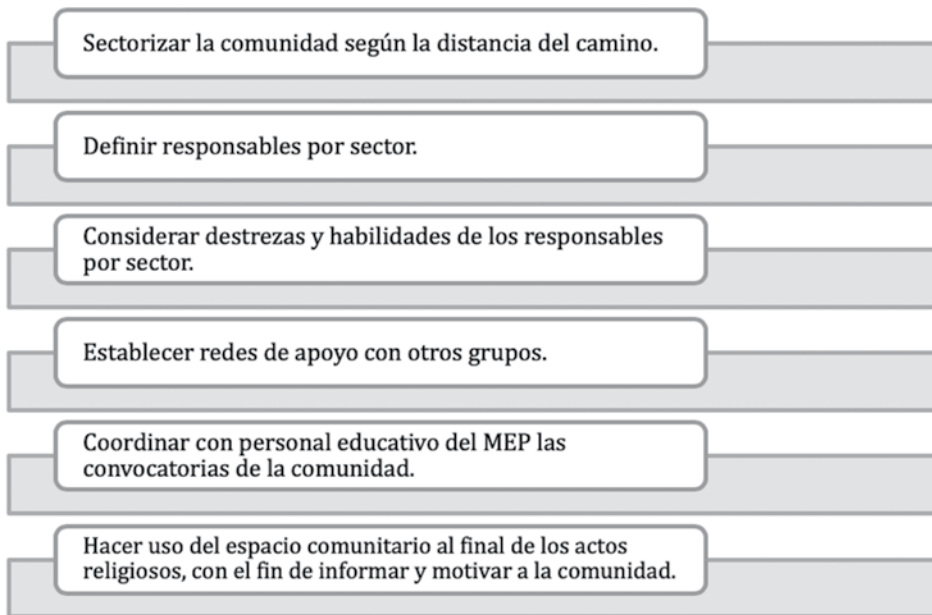 Sectorizar la comunidad según la distancia del camino.
Definir responsables por sector.
Considerar destrezas y habilidades de los responsables
por sector.
Establecer redes de apoyo con otros grupos.
Coordinar con personal educativo del MEP las
convocatorias de la comunidad.
Hacer uso del espacio comunitario al final de los actos
religiosos, con el fin de informar y motivar a la comunidad.